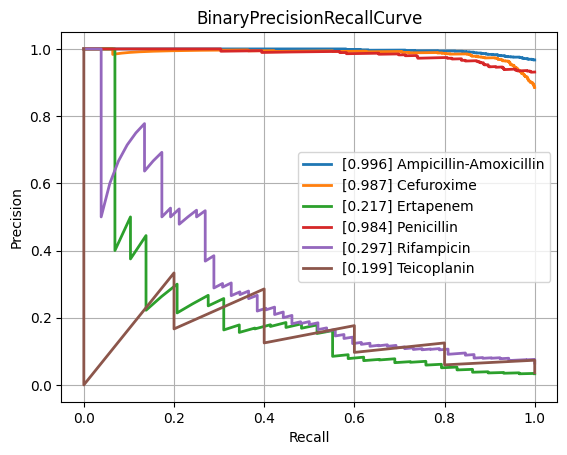 BinaryPrecisionRecallCurve
Precision
1.0
0.8
0.6
0.4
0.2
0.0
[0.996] Ampicillin-Amoxicillin
[0.987] Cefuroxime
[0.217] Ertapenem
[0.984] Penicillin
[0.297] Rifampicin
[0.199] Teicoplanin
0.0 0.2 0.4 0.6 0.8 1.0
Recall